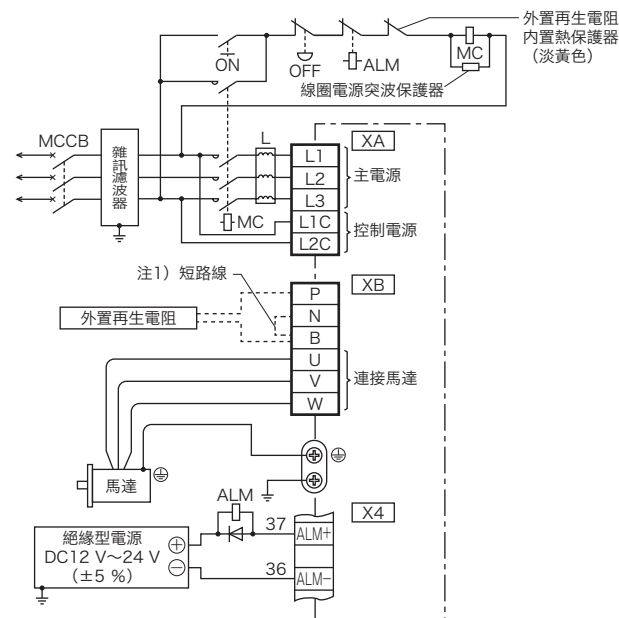 外置再生電阻
內置熱保護器
（淡黃色）
ON
OFF
ALM
MC
線圈電源突波保護器
MCCB
雜訊濾波器
L
XA
L1
L2
L3
主電源
MC
L1C
L2C
控制電源
注1）短路線
XB
外置再生電阻
P
N
B
U
V
W
連接馬達
馬達
ALM
X4
絕緣型電源
DC12 V～24 V
（±5 %）
37
ALM+
36
ALM−